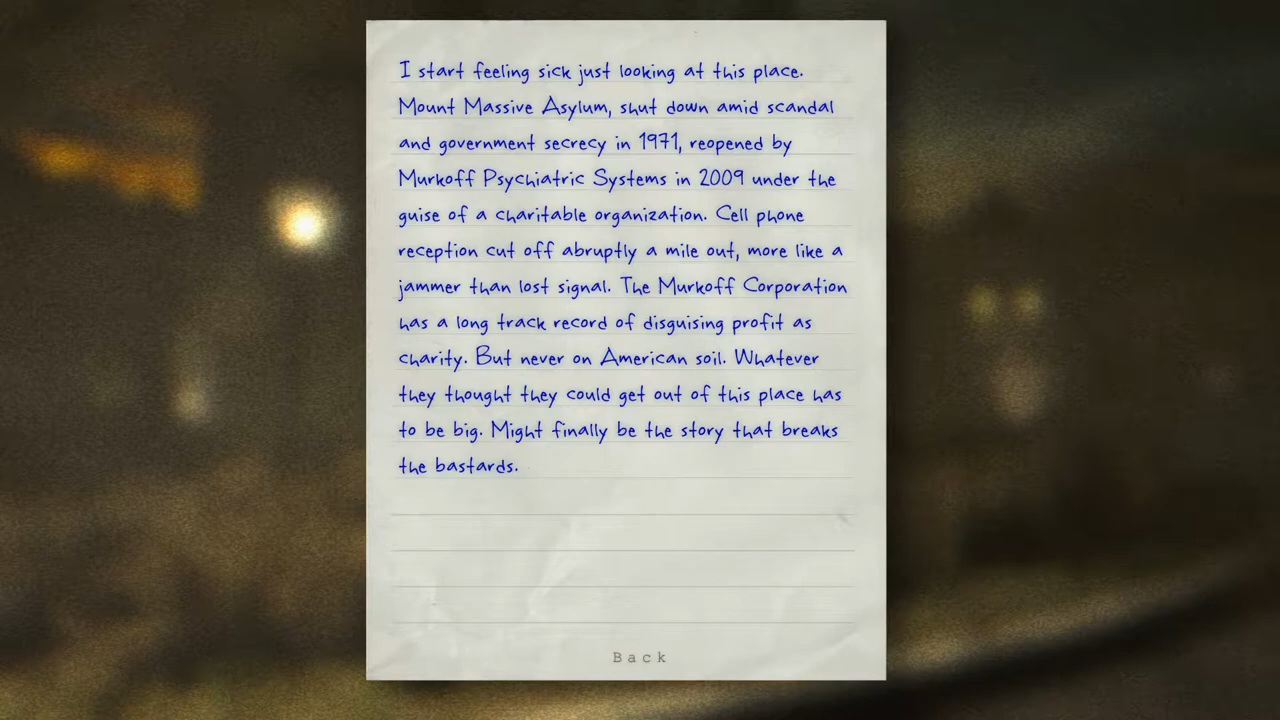 I start feeling sick just looking at this place.
Mount Massive Asylum, shut down amid scandal
and government secrecy in 1971, reopened by
Murkoff Psychiatric Systems in 2009 under the
guise of a charitable organization. Cell phone
reception cut off abruptly a mile out, more like a
jammer than lost signal. The Murkoff Corporation
has a long track record of disguising profit as
charity. But never on American soil. Whatever
they thought they could get out of this place has
to be big. Might finally be the story that breaks
the bastards.
Back